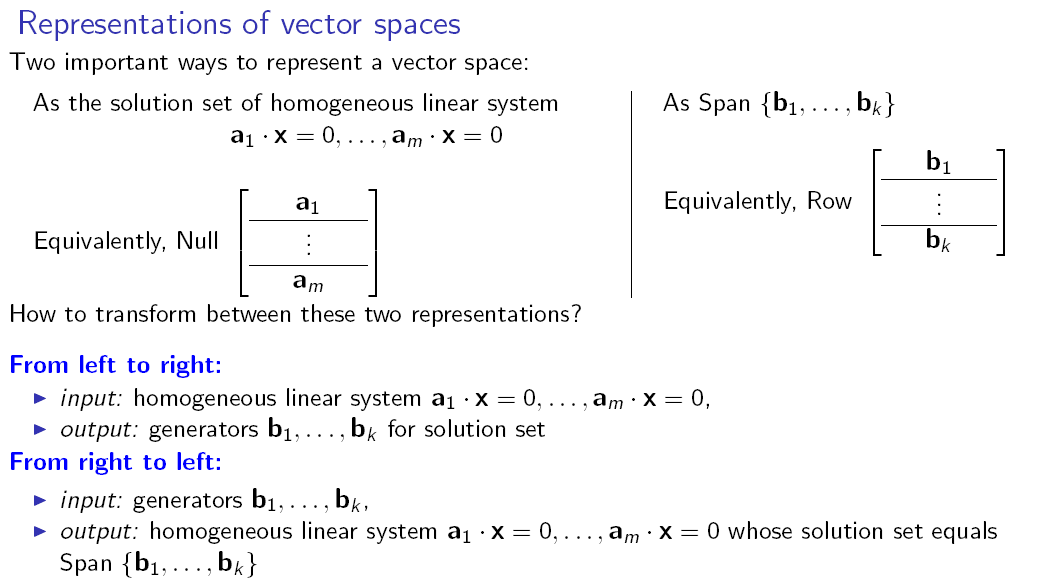 Representations of vector spaces
Two important ways to represent a vector space:
As the solution set of homogeneous linear system
a₁ · x = 0, . . . , aₘ · x = 0
Equivalently, Null
a₁
⋮
aₘ
As Span {b₁, . . . , bₖ}
Equivalently, Row
b₁
⋮
bₖ
How to transform between these two representations?
From left to right:
▶ input: homogeneous linear system a₁ · x = 0, . . . , aₘ · x = 0,
▶ output: generators b₁, . . . , bₖ for solution set
From right to left:
▶ input: generators b₁, . . . , bₖ,
▶ output: homogeneous linear system a₁ · x = 0, . . . , aₘ · x = 0 whose solution set equals
Span {b₁, . . . , bₖ}